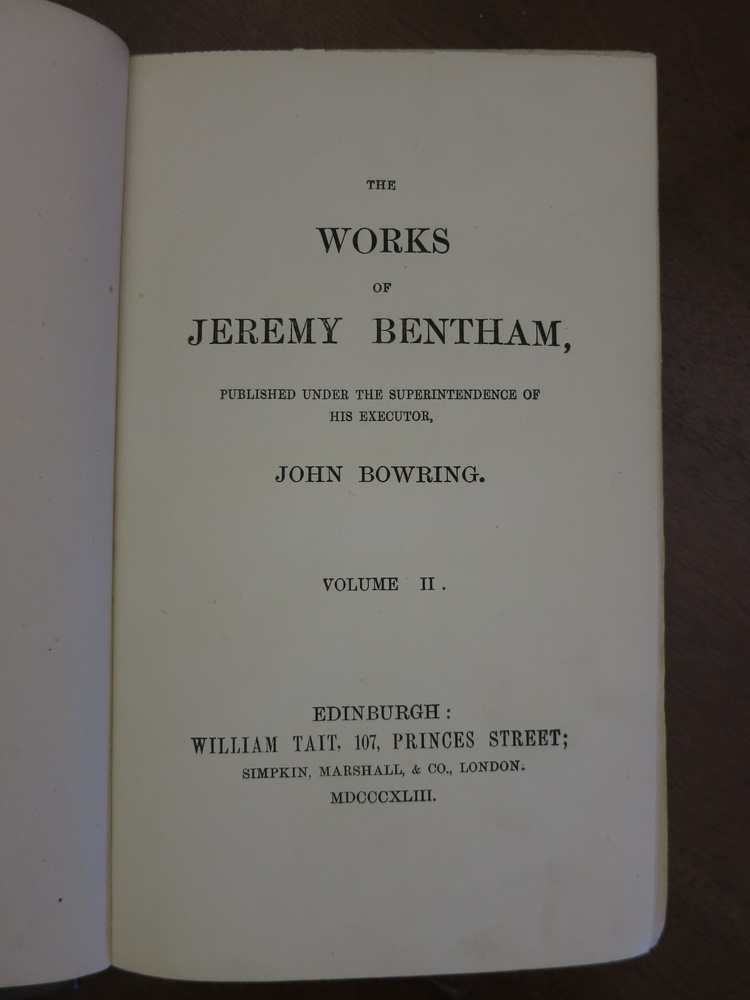 THE
WORKS
OF
JEREMY BENTHAM,
PUBLISHED UNDER THE SUPERINTENDENCE OF
HIS EXECUTOR,
JOHN BOWRING.
VOLUME II.
EDINBURGH:
WILLIAM TAIT, 107, PRINCES STREET;
SIMPKIN, MARSHALL, & CO., LONDON.
MDCCCXLIII.